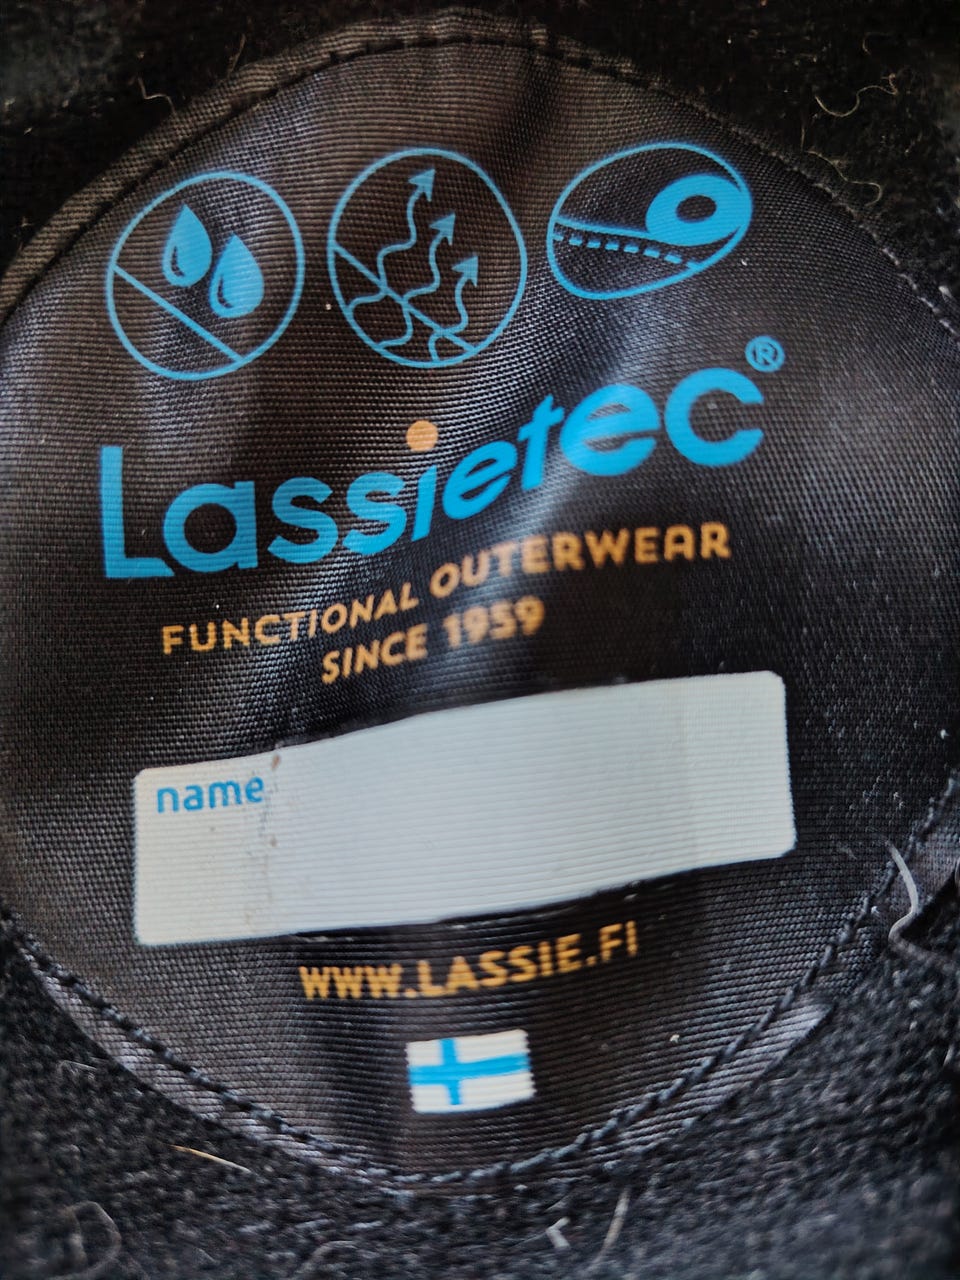 Lassietec®
FUNCTIONAL OUTERWEAR
SINCE 1959
name
WWW.LASSIE.FI